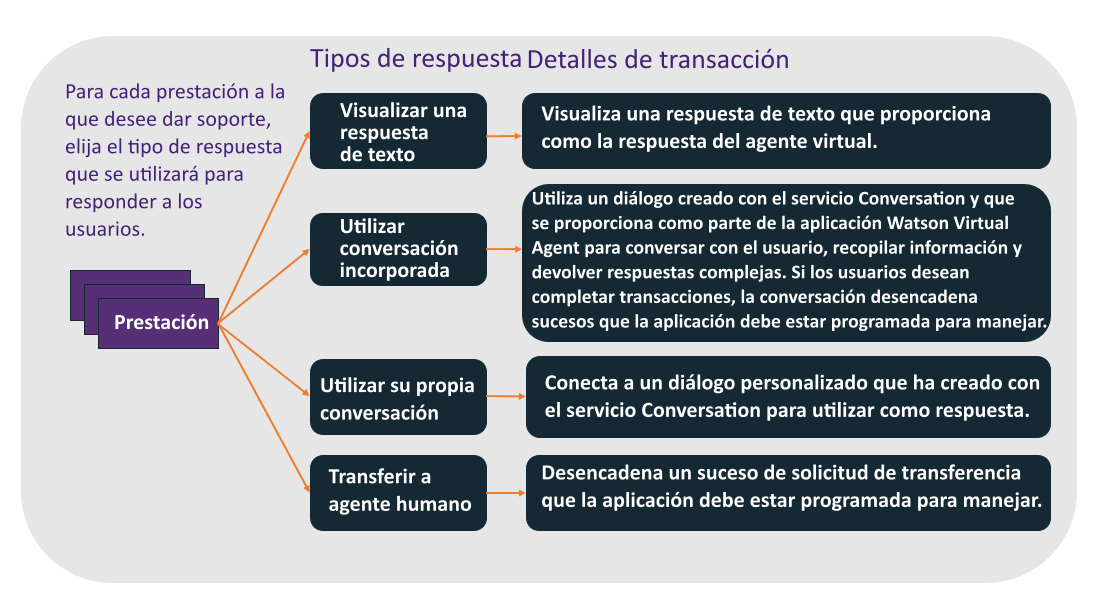 Tipos de respuesta Detalles de transacción
Para cada prestación a la
que desee dar soporte,
elija el tipo de respuesta
que se utilizará para
responder a los
usuarios.
Prestación
Visualizar una
respuesta
de texto
Visualiza una respuesta de texto que proporciona
como la respuesta del agente virtual.
Utilizar
conversación
incorporada
Utiliza un diálogo creado con el servicio Conversation y que
se proporciona como parte de la aplicación Watson Virtual
Agent para conversar con el usuario, recopilar información y
devolver respuestas complejas. Si los usuarios desean
completar transacciones, la conversación desencadena
sucesos que la aplicación debe estar programada para manejar.
Utilizar su propia
conversación
Conecta a un diálogo personalizado que ha creado con
el servicio Conversation para utilizar como respuesta.
Transferir a
agente humano
Desencadena un suceso de solicitud de transferencia
que la aplicación debe estar programada para manejar.